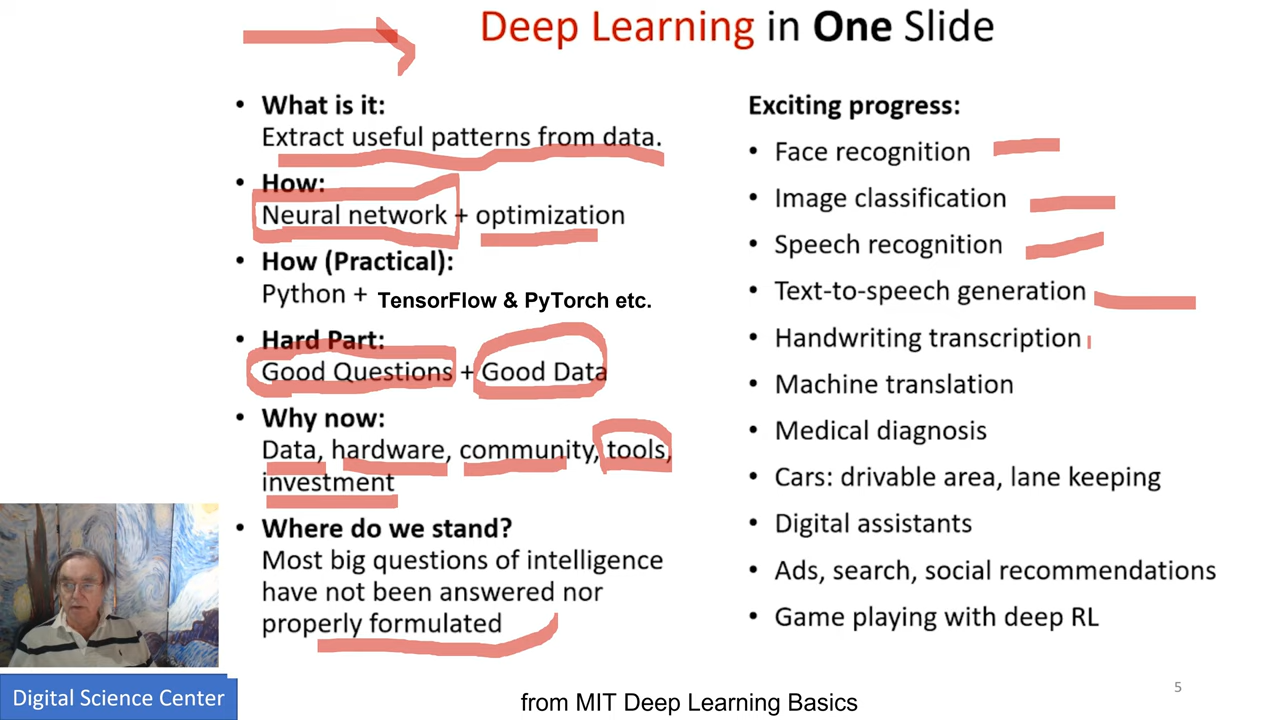 Deep Learning in One Slide
• What is it:
Extract useful patterns from data.
• How:
Neural network + optimization
• How (Practical):
Python + TensorFlow & PyTorch etc.
• Hard Part:
Good Questions + Good Data
• Why now:
Data, hardware, community, tools,
investment
• Where do we stand?
Most big questions of intelligence
have not been answered nor
properly formulated
Exciting progress:
• Face recognition
• Image classification
• Speech recognition
• Text-to-speech generation
• Handwriting transcription
• Machine translation
• Medical diagnosis
• Cars: drivable area, lane keeping
• Digital assistants
• Ads, search, social recommendations
• Game playing with deep RL
Digital Science Center
from MIT Deep Learning Basics
5